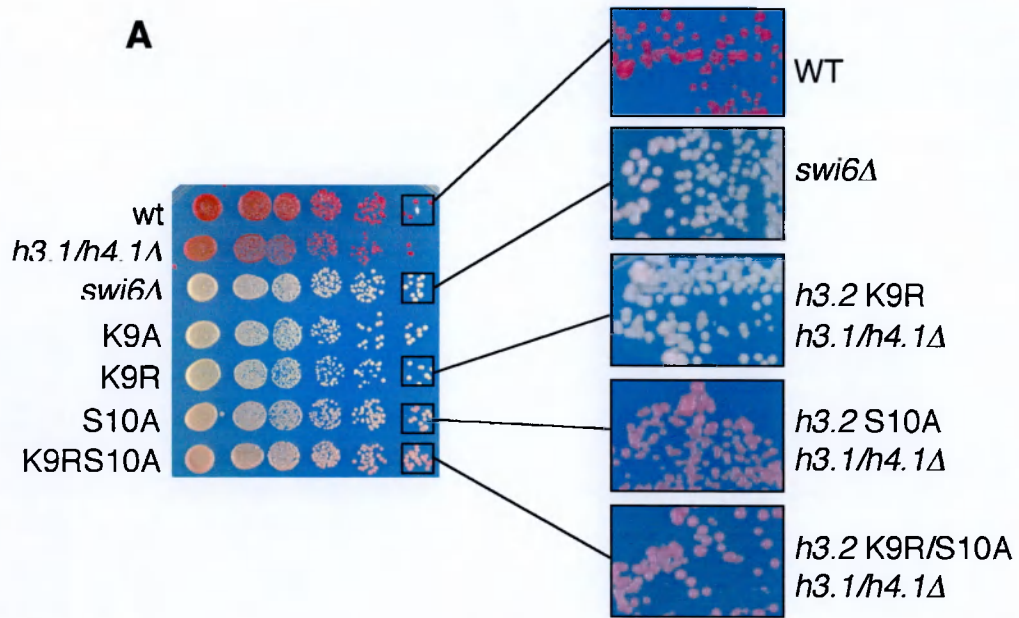 A
wt
h3.1/h4.1Δ
swi6Δ
K9A
K9R
S10A
K9RS10A
WT
swi6Δ
h3.2 K9R
h3.1/h4.1Δ
h3.2 S10A
h3.1/h4.1Δ
h3.2 K9R/S10A
h3.1/h4.1Δ